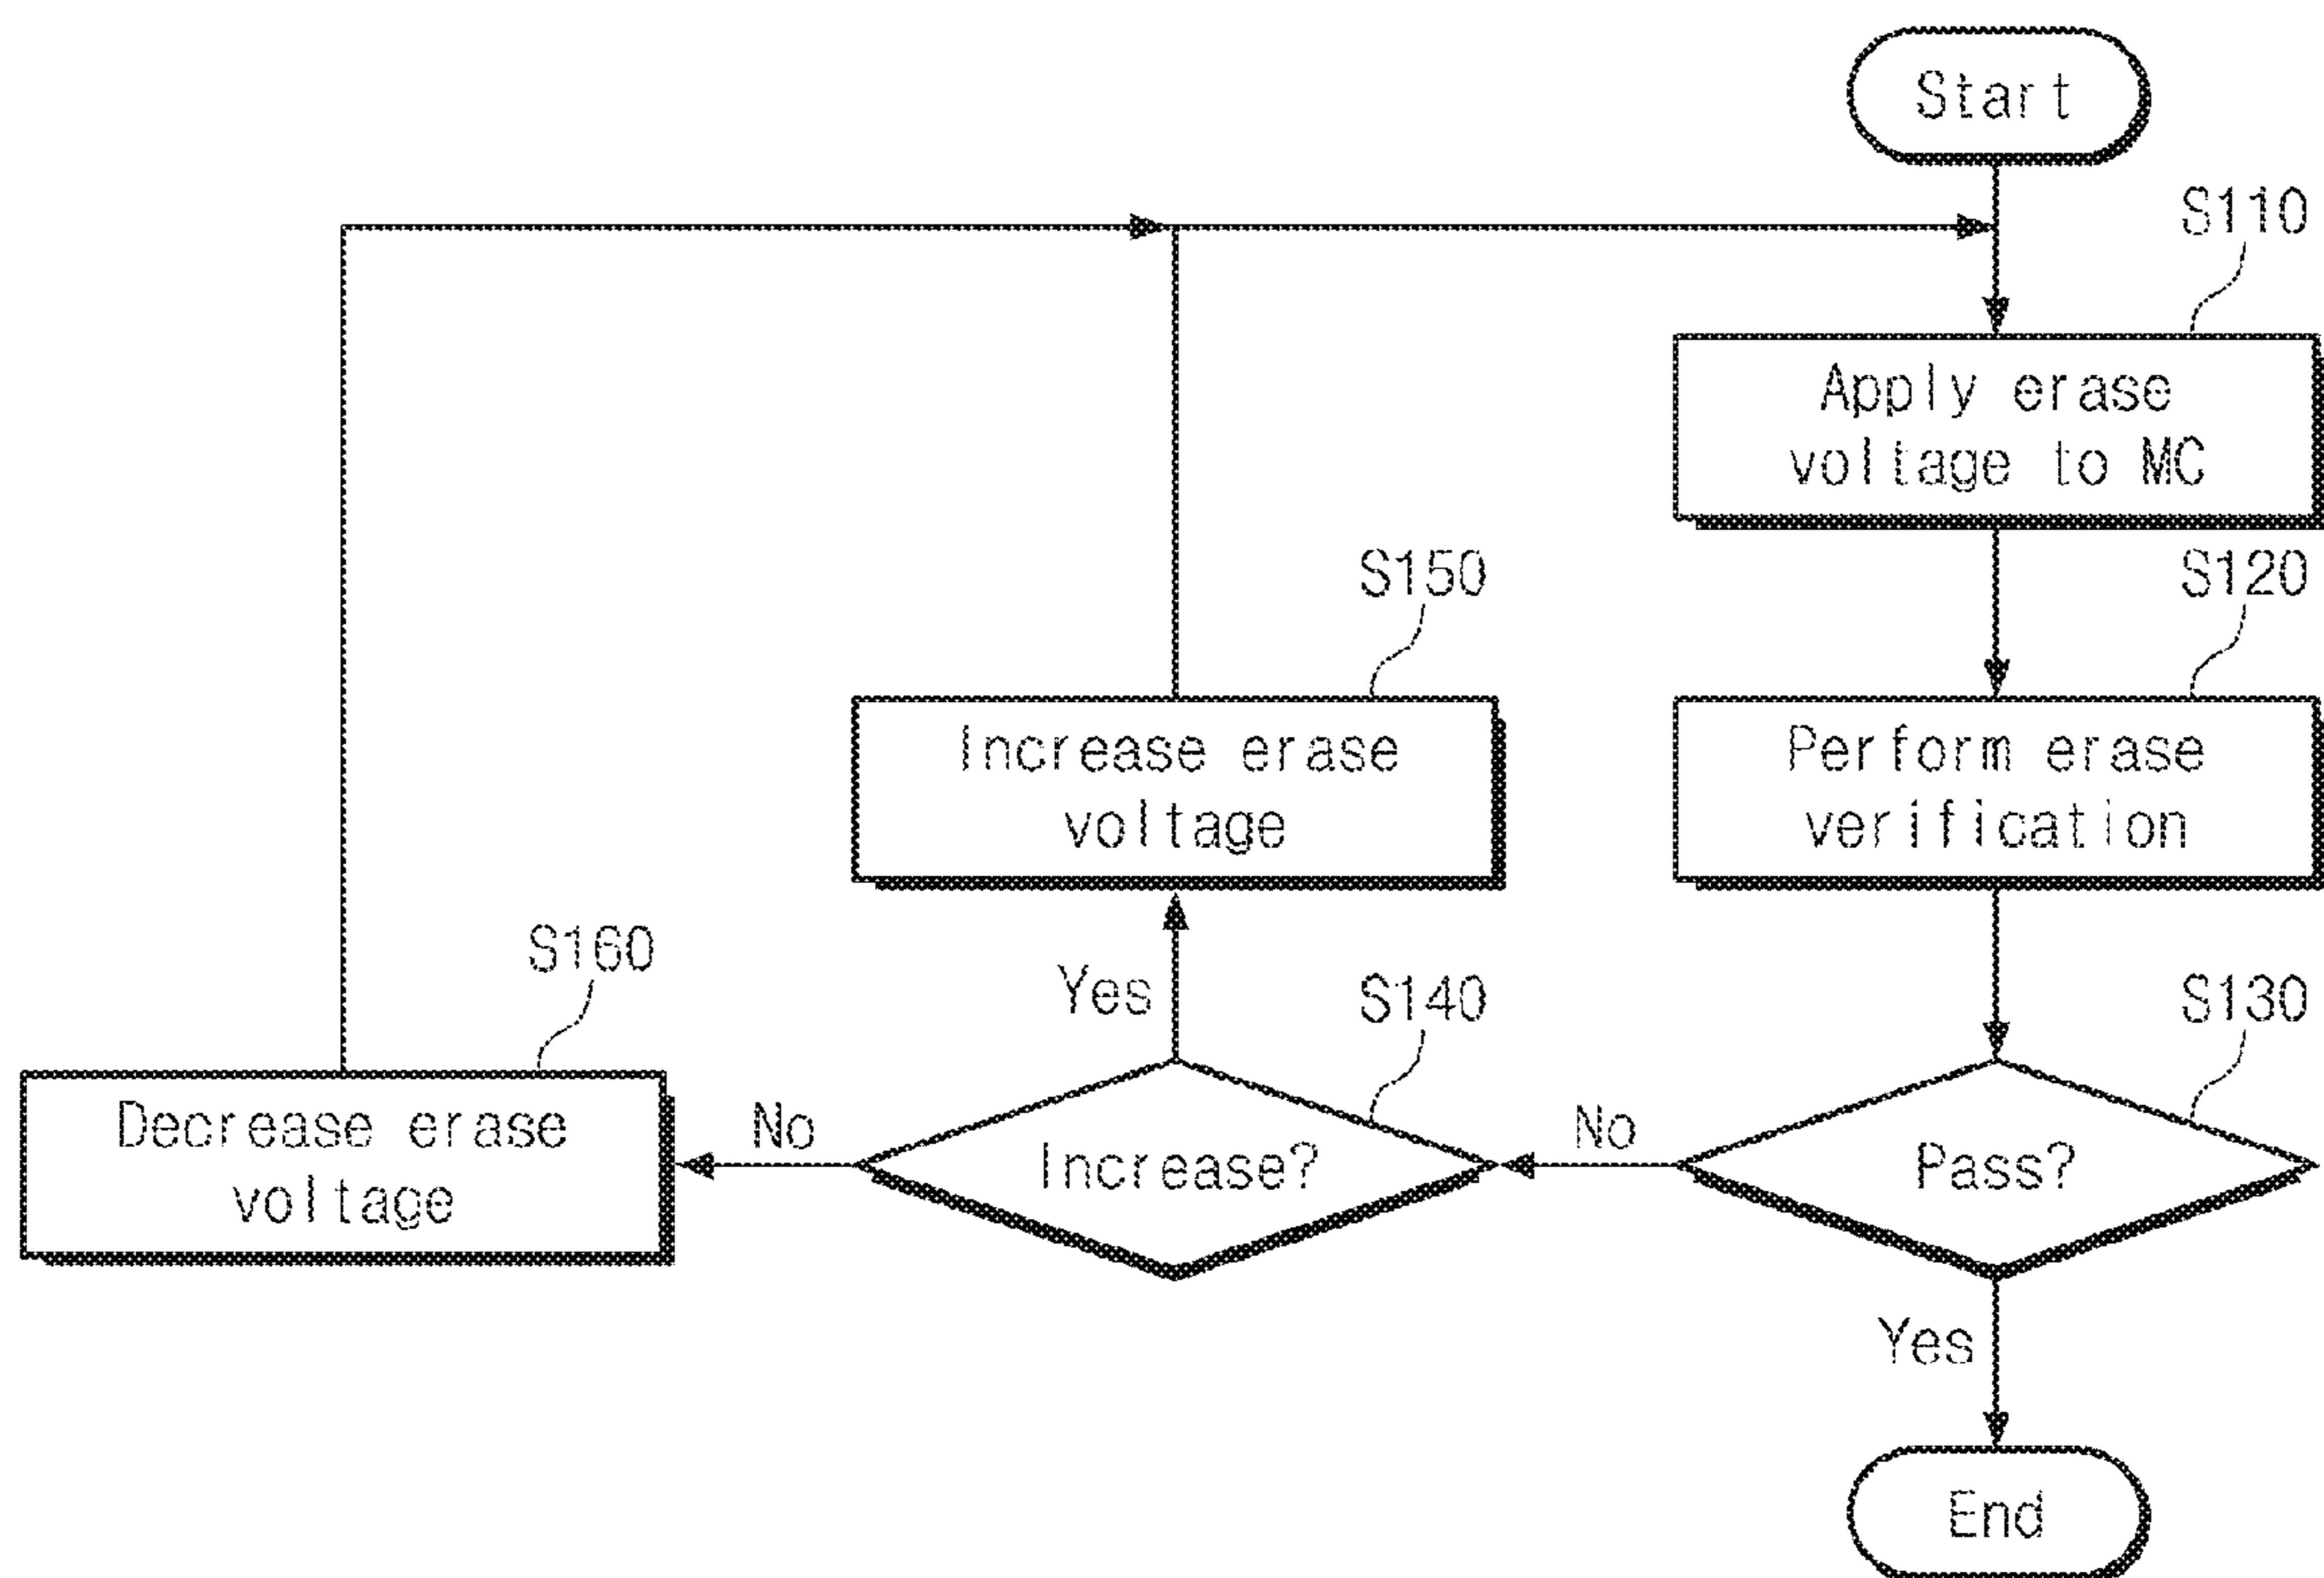 Start
S110
Apply erase
voltage to MC
S150
S120
Increase erase
voltage
Perform erase
verification
S160
Yes
S140
S130
Decrease erase
voltage
No
Increase?
No
Pass?
Yes
End